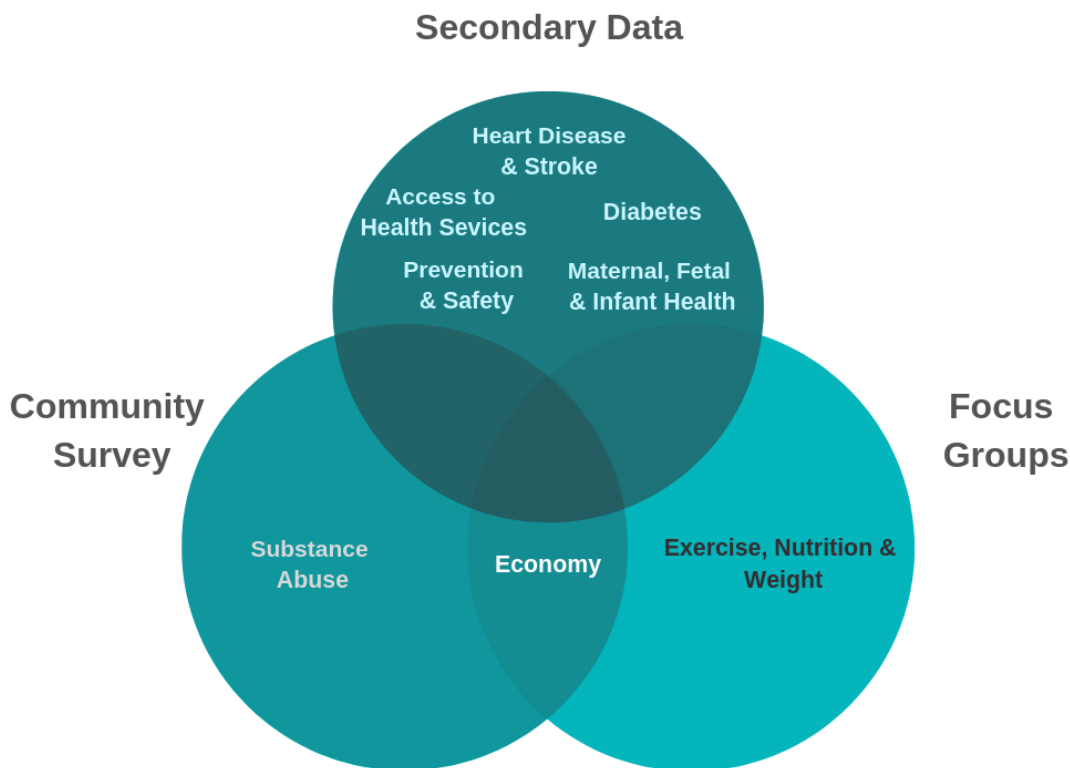 Secondary Data
Heart Disease
& Stroke
Access to
Health Sevices
Diabetes
Prevention
& Safety
Maternal, Fetal
& Infant Health
Community
Survey
Focus
Groups
Substance
Abuse
Economy
Exercise, Nutrition &
Weight